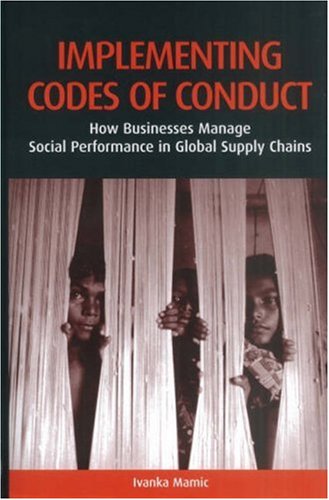 IMPLEMENTING
CODES OF CONDUCT
How Businesses Manage
Social Performance in Global Supply Chains
Ivanka Mamic